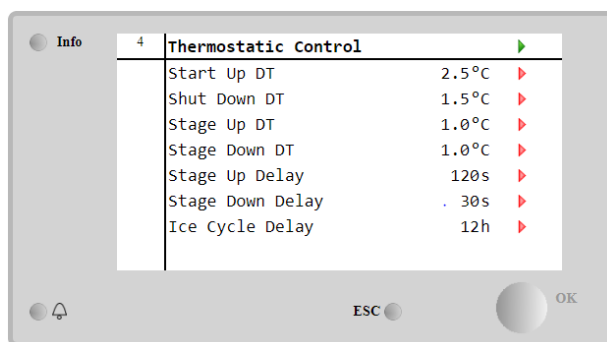 Info
4 Thermostatic Control
Start Up DT 2.5°C
Shut Down DT 1.5°C
Stage Up DT 1.0°C
Stage Down DT 1.0°C
Stage Up Delay 120s
Stage Down Delay . 30s
Ice Cycle Delay 12h
ESC
OK